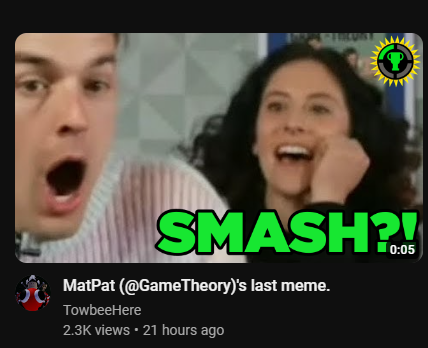 SMASH?!
0:05
MatPat (@GameTheory)'s last meme.
TowbeeHere
2.3K views • 21 hours ago